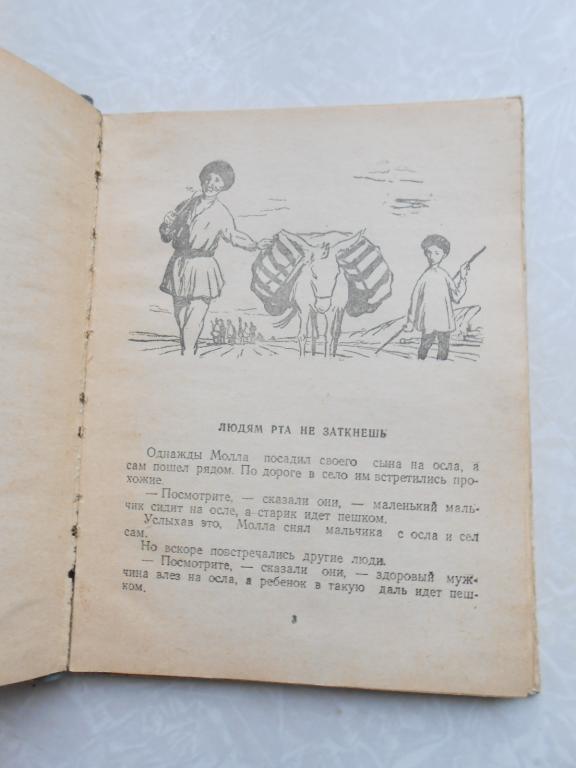 ЛЮДЯМ РТА НЕ ЗАТКНЕШЬ
Однажды Молла посадил своего сына на осла, а
сам пошел рядом. По дороге в село им встретились про-
хожие.
— Посмотрите, — сказали они, — маленький маль-
чик сидит на осле, а старик идет пешком.
Услыхав это, Молла снял мальчика с осла и сел
сам.
Но вскоре повстречались другие люди.
— Посмотрите, — сказали они, — здоровый муж-
чина влез на осла, а ребенок в такую даль идет пеш-
ком.
3